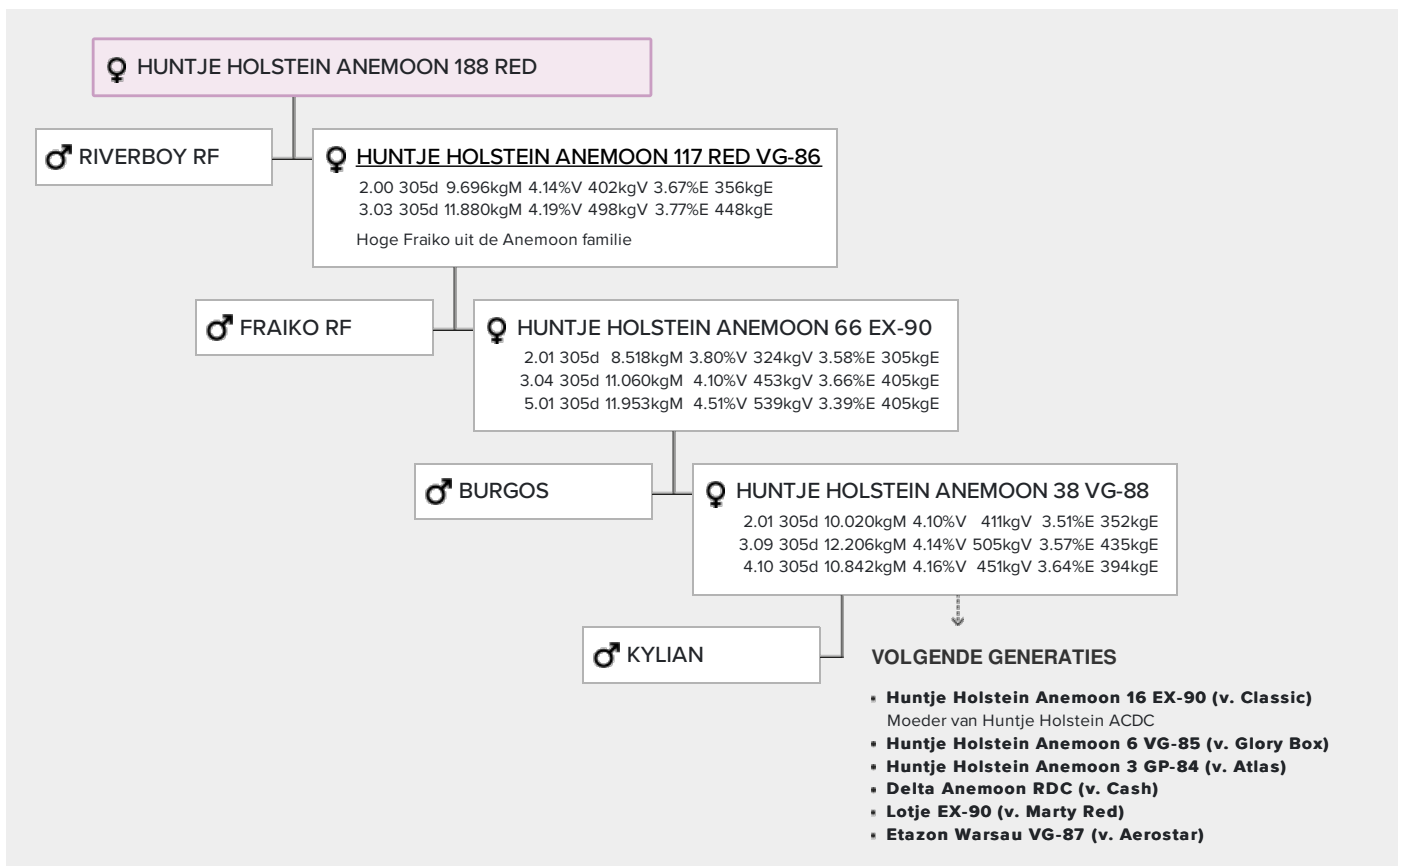 HUNTJE HOLSTEIN ANEMOON 188 RED
RIVERBOY RF
HUNTJE HOLSTEIN ANEMOON 117 RED VG-86
2.00 305d 9.696kgM 4.14%V 402kgV 3.67%E 356kgE
3.03 305d 11.880kgM 4.19%V 498kgV 3.77%E 448kgE
Hoge Fraiko uit de Anemoon familie
FRAIKO RF
HUNTJE HOLSTEIN ANEMOON 66 EX-90
2.01 305d 8.518kgM 3.80%V 324kgV 3.58%E 305kgE
3.04 305d 11.060kgM 4.10%V 453kgV 3.66%E 405kgE
5.01 305d 11.953kgM 4.51%V 539kgV 3.39%E 405kgE
BURGOS
HUNTJE HOLSTEIN ANEMOON 38 VG-88
2.01 305d 10.020kgM 4.10%V 411kgV 3.51%E 352kgE
3.09 305d 12.206kgM 4.14%V 505kgV 3.57%E 435kgE
4.10 305d 10.842kgM 4.16%V 451kgV 3.64%E 394kgE
KYLIAN
VOLGENDE GENERATIES
▪ Huntje Holstein Anemoon 16 EX-90 (v. Classic)
Moeder van Huntje Holstein ACDC
▪ Huntje Holstein Anemoon 6 VG-85 (v. Glory Box)
▪ Huntje Holstein Anemoon 3 GP-84 (v. Atlas)
▪ Delta Anemoon RDC (v. Cash)
▪ Lotje EX-90 (v. Marty Red)
▪ Etazon Warsau VG-87 (v. Aerostar)